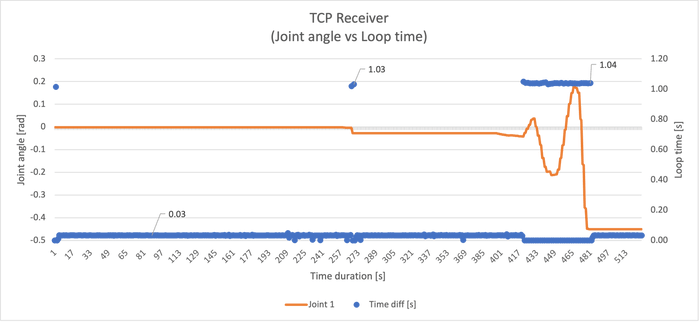 TCP Receiver
(Joint angle vs Loop time)
Joint angle [rad]
0.3
0.2
0.1
0
-0.1
-0.2
-0.3
-0.4
-0.5
1.03
1.04
0.03
1.20
1.00
0.80
0.60
0.40
0.20
0.00
Loop time [s]
1 17 33 49 65 81 97 113 129 145 161 177 193 209 225 241 257 273 289 305 321 337 353 369 385 401 417 433 449 465 481 497 513
Time duration [s]
Joint 1 Time diff [s]